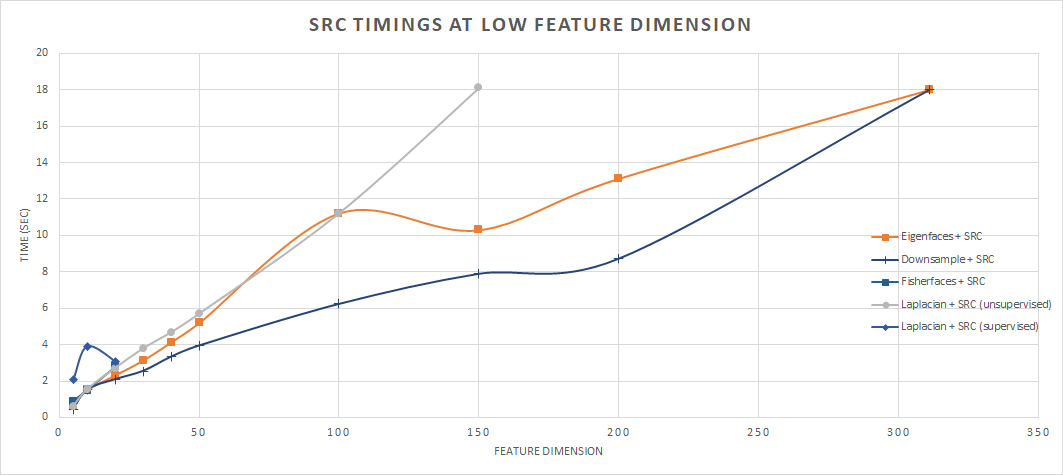 SRC TIMINGS AT LOW FEATURE DIMENSION
20
18
16
14
12
10
8
6
4
2
0
TIME (SEC)
0 50 100 150 200 250 300 350
FEATURE DIMENSION
Eigenfaces + SRC
Downsample + SRC
Fisherfaces + SRC
Laplacian + SRC (unsupervised)
Laplacian + SRC (supervised)